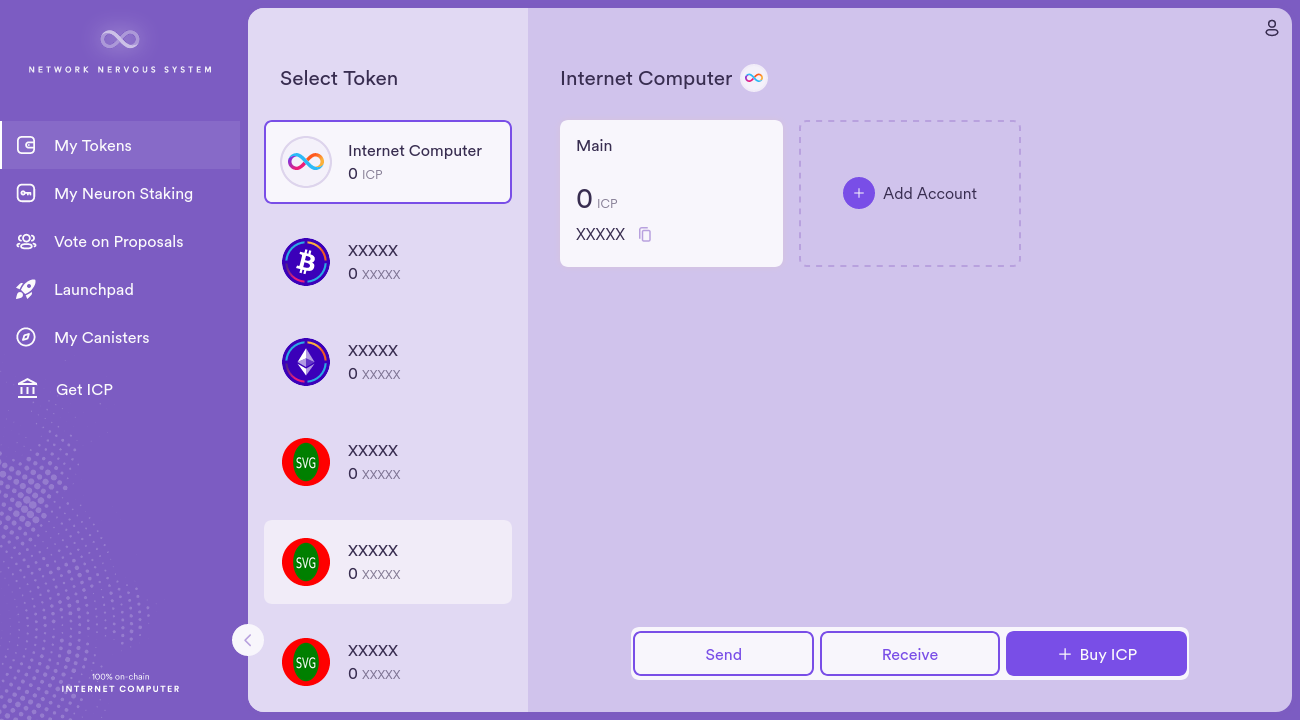 NETWORK NERVOUS SYSTEM
My Tokens
My Neuron Staking
Vote on Proposals
Launchpad
My Canisters
Get ICP
100% on-chain
INTERNET COMPUTER
Select Token
Internet Computer
0 ICP
XXXXX
0 XXXXX
XXXXX
0 XXXXX
SVG
XXXXX
0 XXXXX
SVG
XXXXX
0 XXXXX
SVG
XXXXX
0 XXXXX
Internet Computer
Main
0 ICP
XXXXX
Add Account
Send
Receive
Buy ICP